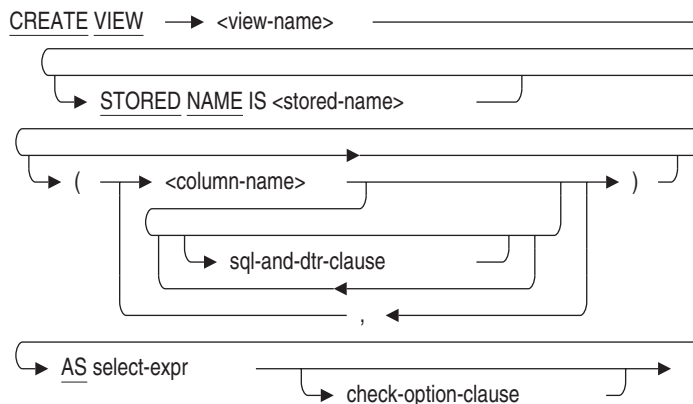 CREATE VIEW <view-name>
STORED NAME IS <stored-name>
( <column-name> )
sql-and-dtr-clause
,
AS select-expr
check-option-clause